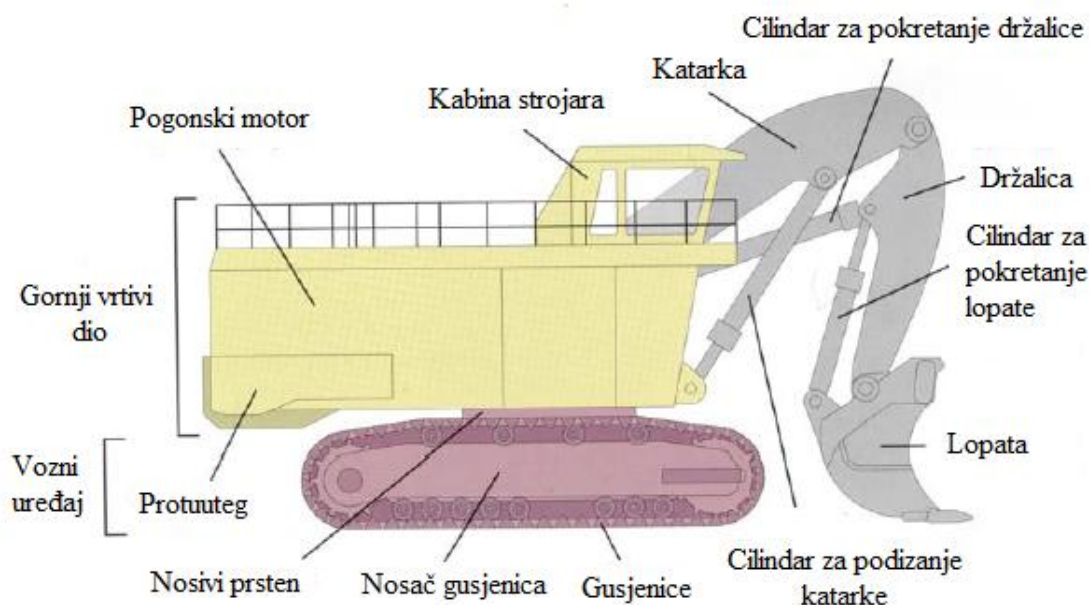 Cilindar za pokretanje držalice
Katarka
Kabina strojara
Pogonski motor
Držalica
Cilindar za
pokretanje
lopate
Gornji vrtivi
dio
Lopata
Vozni
uređaj
Protuuteg
Nosivi prsten
Nosač gusjenica
Gusjenice
Cilindar za podizanje
katarke